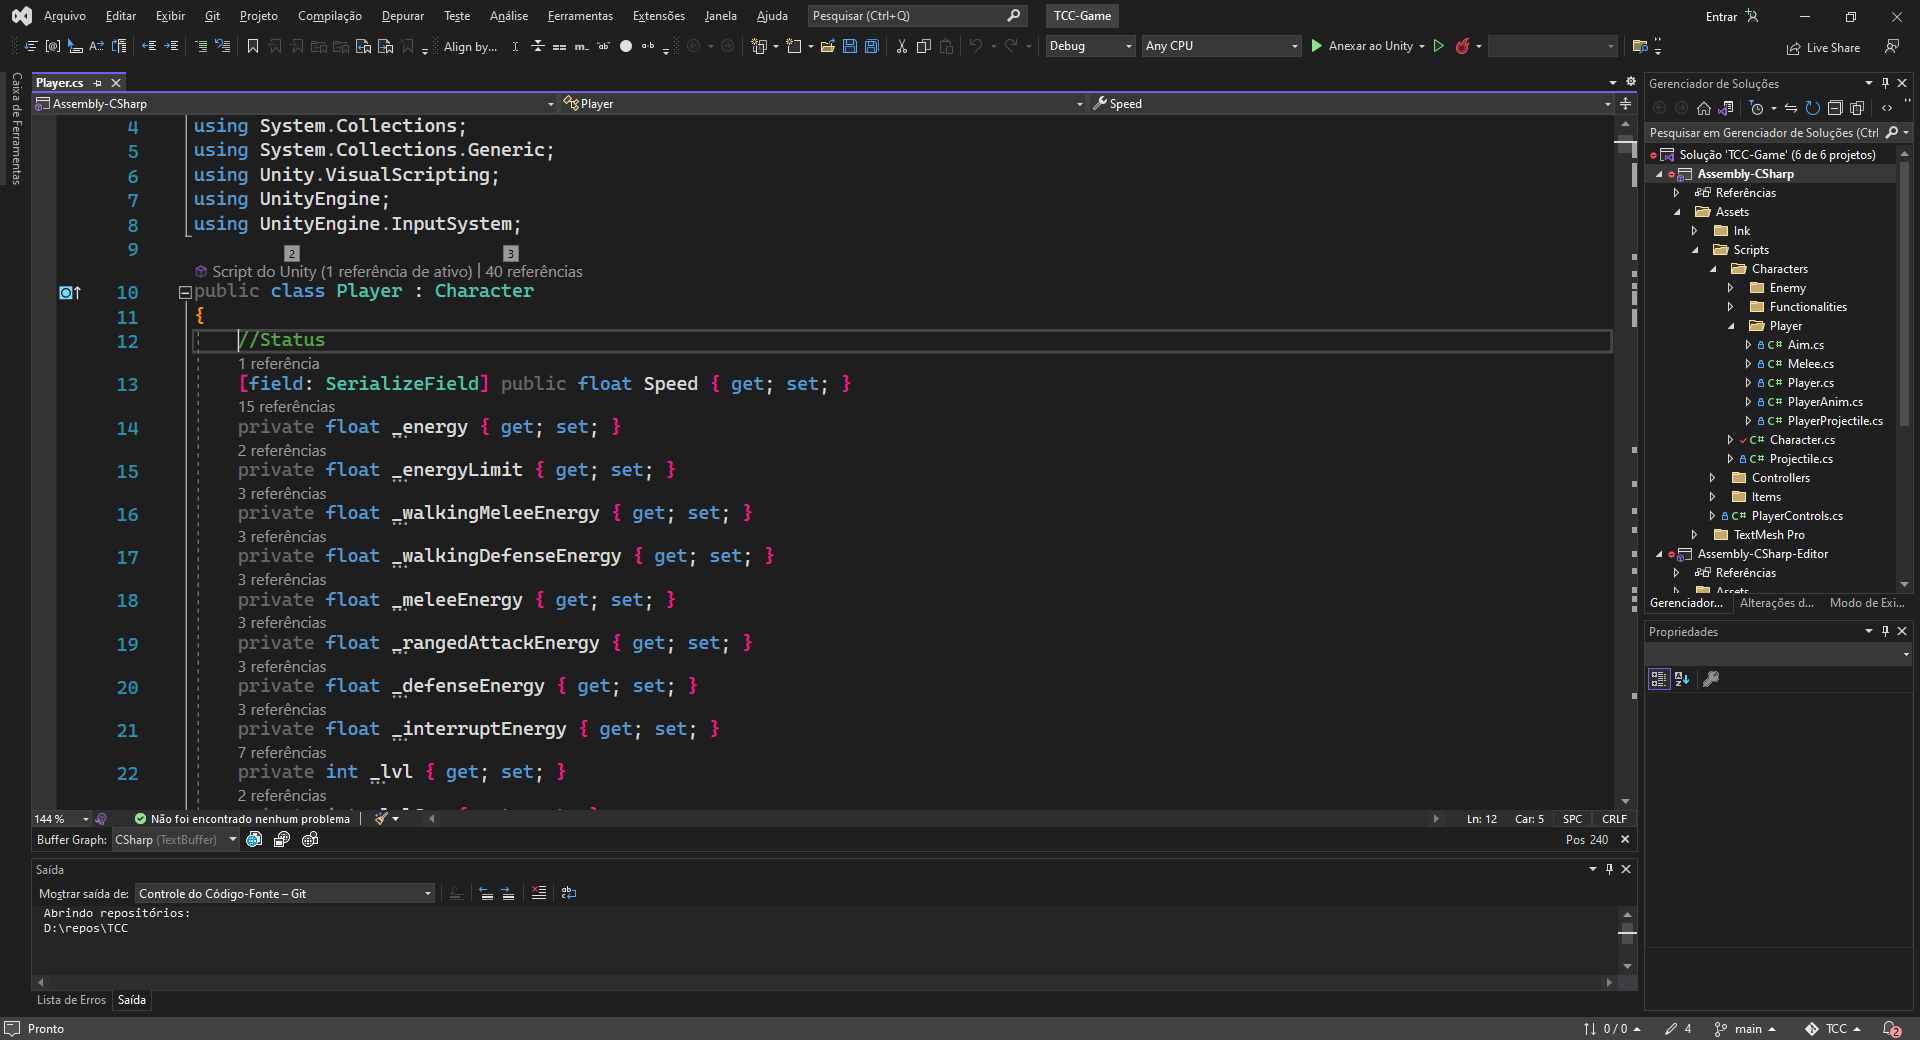 Arquivo Editar Exibir Git Projeto Compilação Depurar Teste Análise Ferramentas Extensões Janela Ajuda Pesquisar (Ctrl+Q) TCC-Game Entrar
Align by... Debug Any CPU Anexar ao Unity Live Share
Caixa de Ferramentas
Player.cs
Assembly-CSharp Player Speed
4 using System.Collections;
5 using System.Collections.Generic;
6 using Unity.VisualScripting;
7 using UnityEngine;
8 using UnityEngine.InputSystem;
9
2 3
Script do Unity (1 referência de ativo) | 40 referências
10 public class Player : Character
11 {
12 //Status
1 referência
13 [field: SerializeField] public float Speed { get; set; }
15 referências
14 private float _energy { get; set; }
2 referências
15 private float _energyLimit { get; set; }
3 referências
16 private float _walkingMeleeEnergy { get; set; }
3 referências
17 private float _walkingDefenseEnergy { get; set; }
3 referências
18 private float _meleeEnergy { get; set; }
3 referências
19 private float _rangedAttackEnergy { get; set; }
3 referências
20 private float _defenseEnergy { get; set; }
3 referências
21 private float _interruptEnergy { get; set; }
7 referências
22 private int _lvl { get; set; }
2 referências
144 % Não foi encontrado nenhum problema Ln: 12 Car: 5 SPC CRLF
Buffer Graph: CSharp (TextBuffer) Pos 240
Saída
Mostrar saída de: Controle do Código-Fonte – Git
Abrindo repositórios:
D:\repos\TCC
Lista de Erros Saída
Gerenciador de Soluções
Pesquisar em Gerenciador de Soluções (Ctrl
Solução 'TCC-Game' (6 de 6 projetos)
Assembly-CSharp
Referências
Assets
Ink
Scripts
Characters
Enemy
Functionalities
Player
C# Aim.cs
C# Melee.cs
C# Player.cs
C# PlayerAnim.cs
C# PlayerProjectile.cs
C# Character.cs
C# Projectile.cs
Controllers
Items
C# PlayerControls.cs
TextMesh Pro
Assembly-CSharp-Editor
Referências
Assets
Gerenciador... Alterações d... Modo de Exi...
Propriedades
Pronto 0 / 0 4 main TCC 2